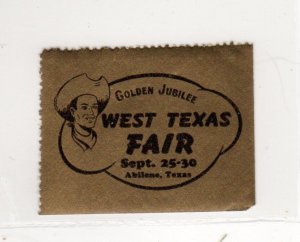 GOLDEN JUBILEE
WEST TEXAS
FAIR
Sept. 25-30
Abilene, Texas